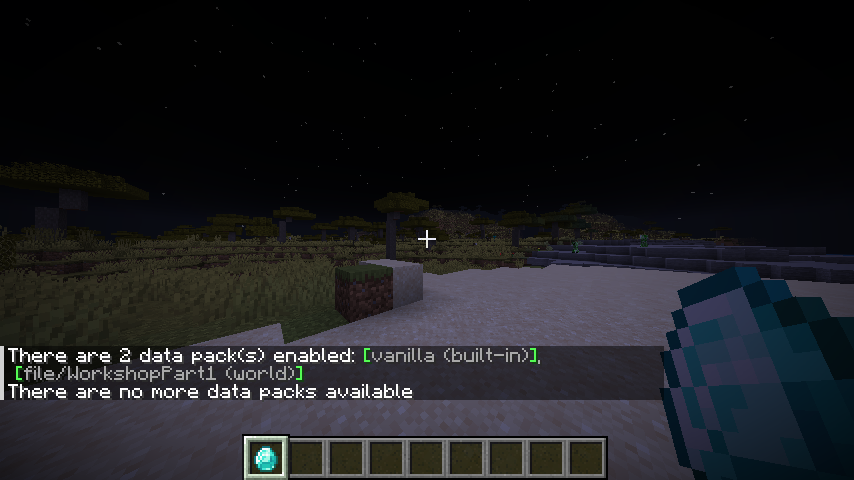 There are 2 data pack(s) enabled: [vanilla (built-in)],
[file/WorkshopPart1 (world)]
There are no more data packs available